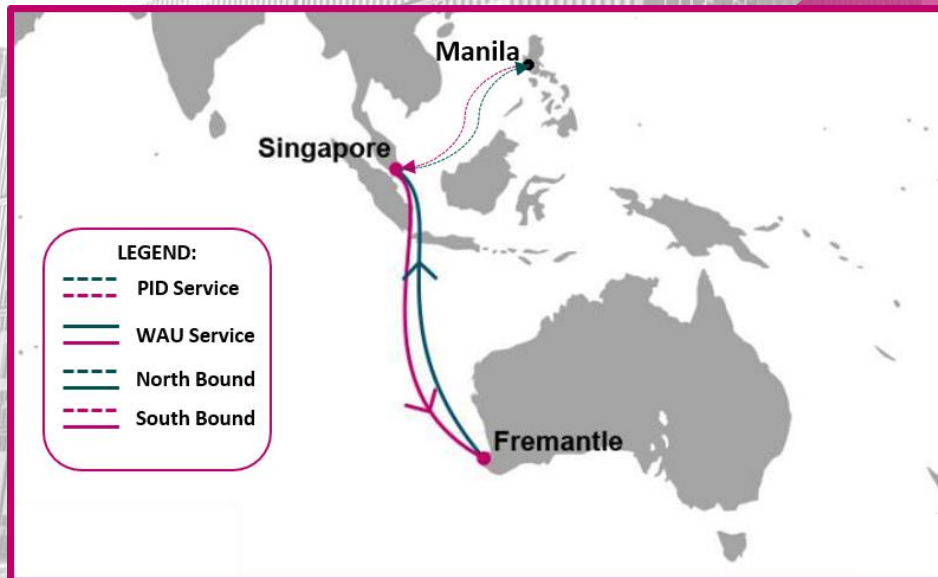 Manila
Singapore
LEGEND:
PID Service
WAU Service
North Bound
South Bound
Fremantle